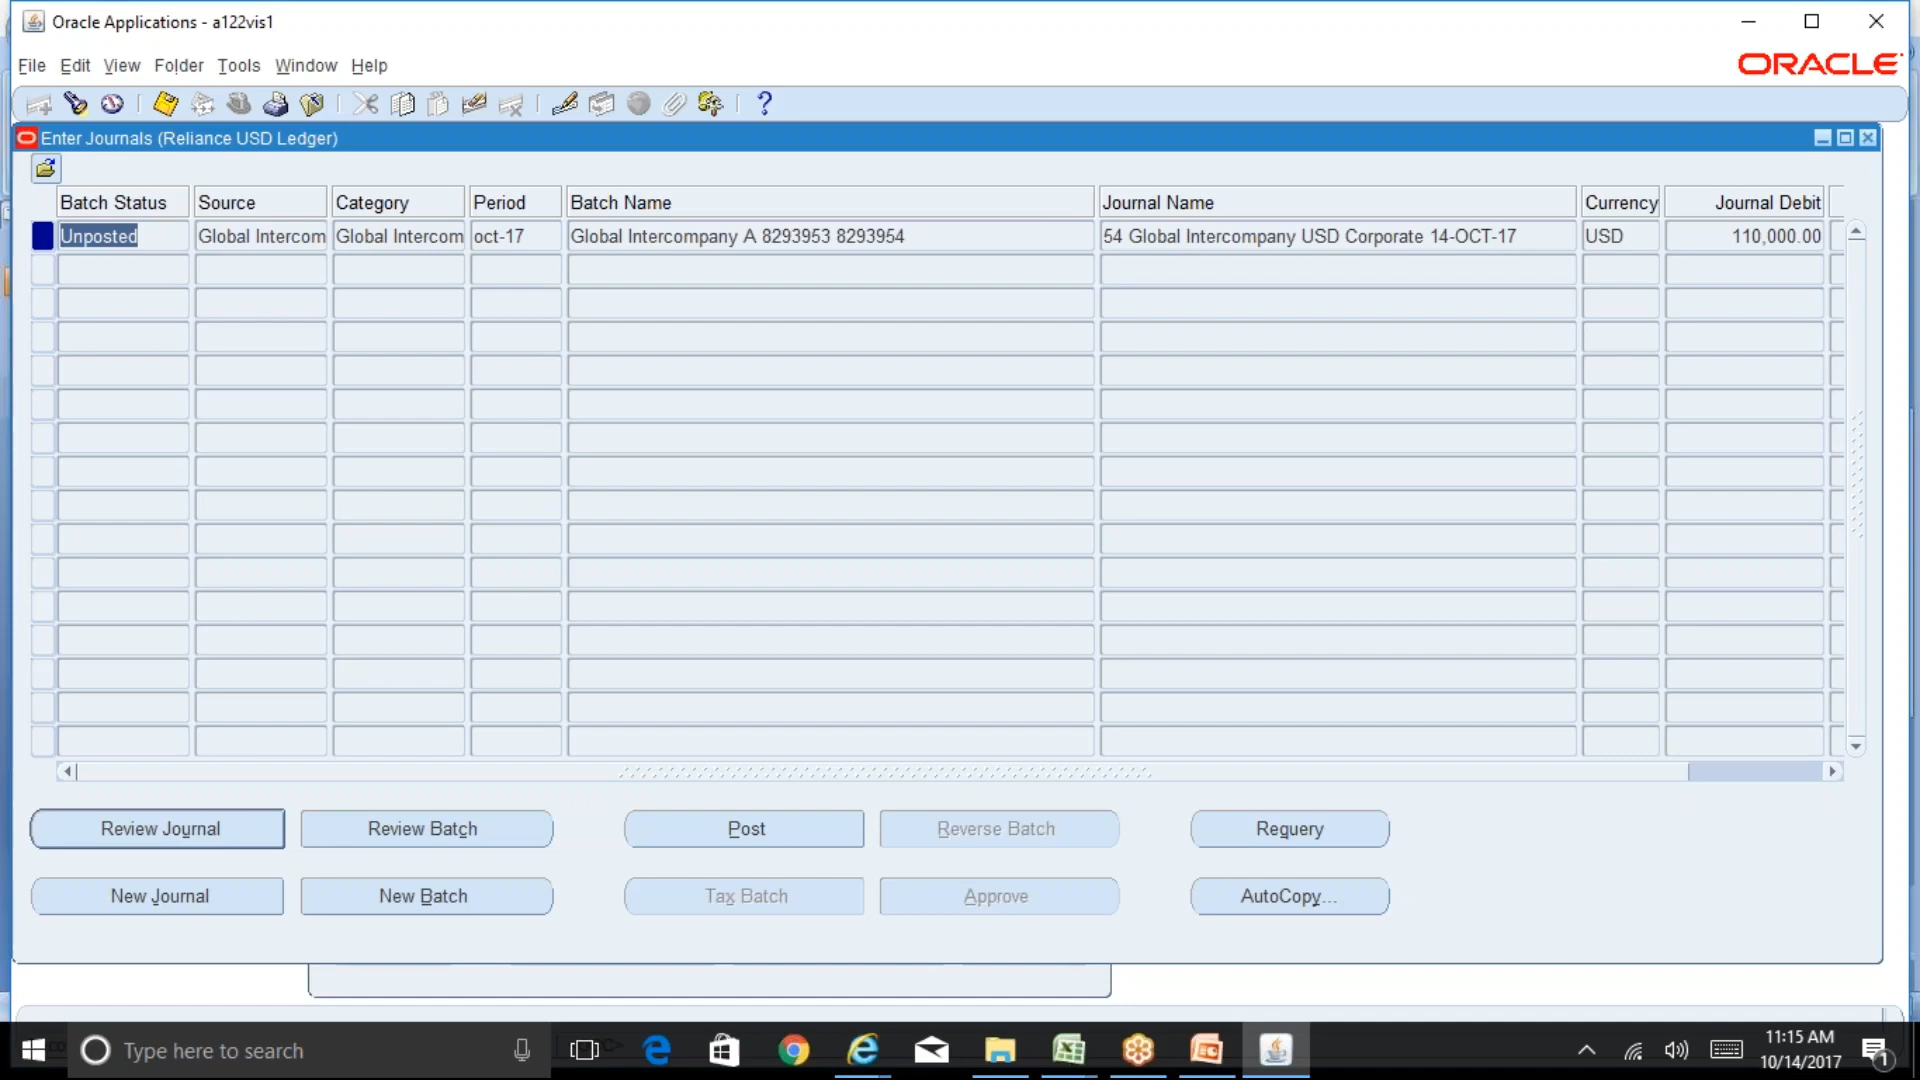 Oracle Applications - a122vis1
File Edit View Folder Tools Window Help
ORACLE
Enter Journals (Reliance USD Ledger)
Batch Status Source Category Period Batch Name Journal Name Currency Journal Debit
Unposted Global Intercom Global Intercom oct-17 Global Intercompany A 8293953 8293954 54 Global Intercompany USD Corporate 14-OCT-17 USD 110,000.00
Review Journal Review Batch Post Reverse Batch Requery
New Journal New Batch Tax Batch Approve AutoCopy...
Type here to search
11:15 AM
10/14/2017
1